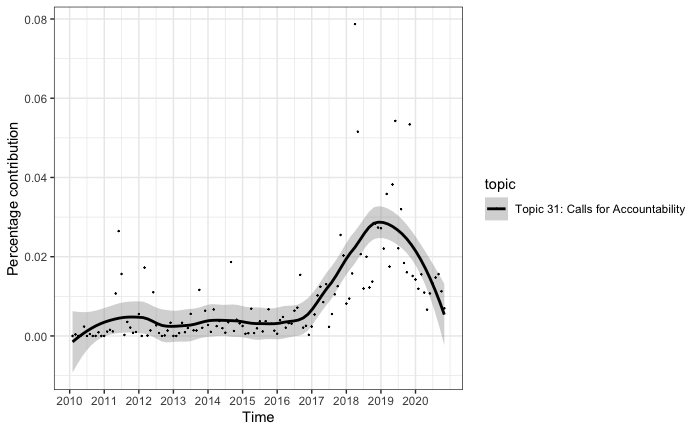 0.08
0.06
0.04
0.02
0.00
Percentage contribution
2010 2011 2012 2013 2014 2015 2016 2017 2018 2019 2020
Time
topic
Topic 31: Calls for Accountability